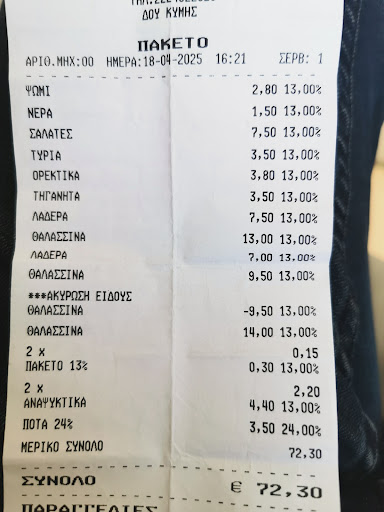 ΔΟΥ ΚΥΜΗΣ
ΠΑΚΕΤΟ
ΑΡΙΟ.ΜΗΧ:00 ΗΜΕΡΑ:18-04-2025 16:21 ΣΕΡΒ: 1
ΨΩΜΙ 2,80 13,00%
ΝΕΡΑ 1,50 13,00%
ΣΑΛΑΤΕΣ 7,50 13,00%
ΤΥΡΙΑ 3,50 13,00%
ΟΡΕΚΤΙΚΑ 3,80 13,00%
ΤΗΓΑΝΗΤΑ 3,50 13,00%
ΛΑΔΕΡΑ 7,50 13,00%
ΘΑΛΑΣΣΙΝΑ 13,00 13,00%
ΛΑΔΕΡΑ 7,00 13,00%
ΘΑΛΑΣΣΙΝΑ 9,50 13,00%
***ΑΚΥΡΩΣΗ ΕΙΔΟΥΣ
ΘΑΛΑΣΣΙΝΑ -9,50 13,00%
ΘΑΛΑΣΣΙΝΑ 14,00 13,00%
2 x 0,15
ΠΑΚΕΤΟ 13% 0,30 13,00%
2 x 2,20
ΑΝΑΨΥΚΤΙΚΑ 4,40 13,00%
ΠΟΤΑ 24% 3,50 24,00%
ΜΕΡΙΚΟ ΣΥΝΟΛΟ 72,30
ΣΥΝΟΛΟ € 72,30
ΠΑΡΑΓΓΕΛΙΕΣ